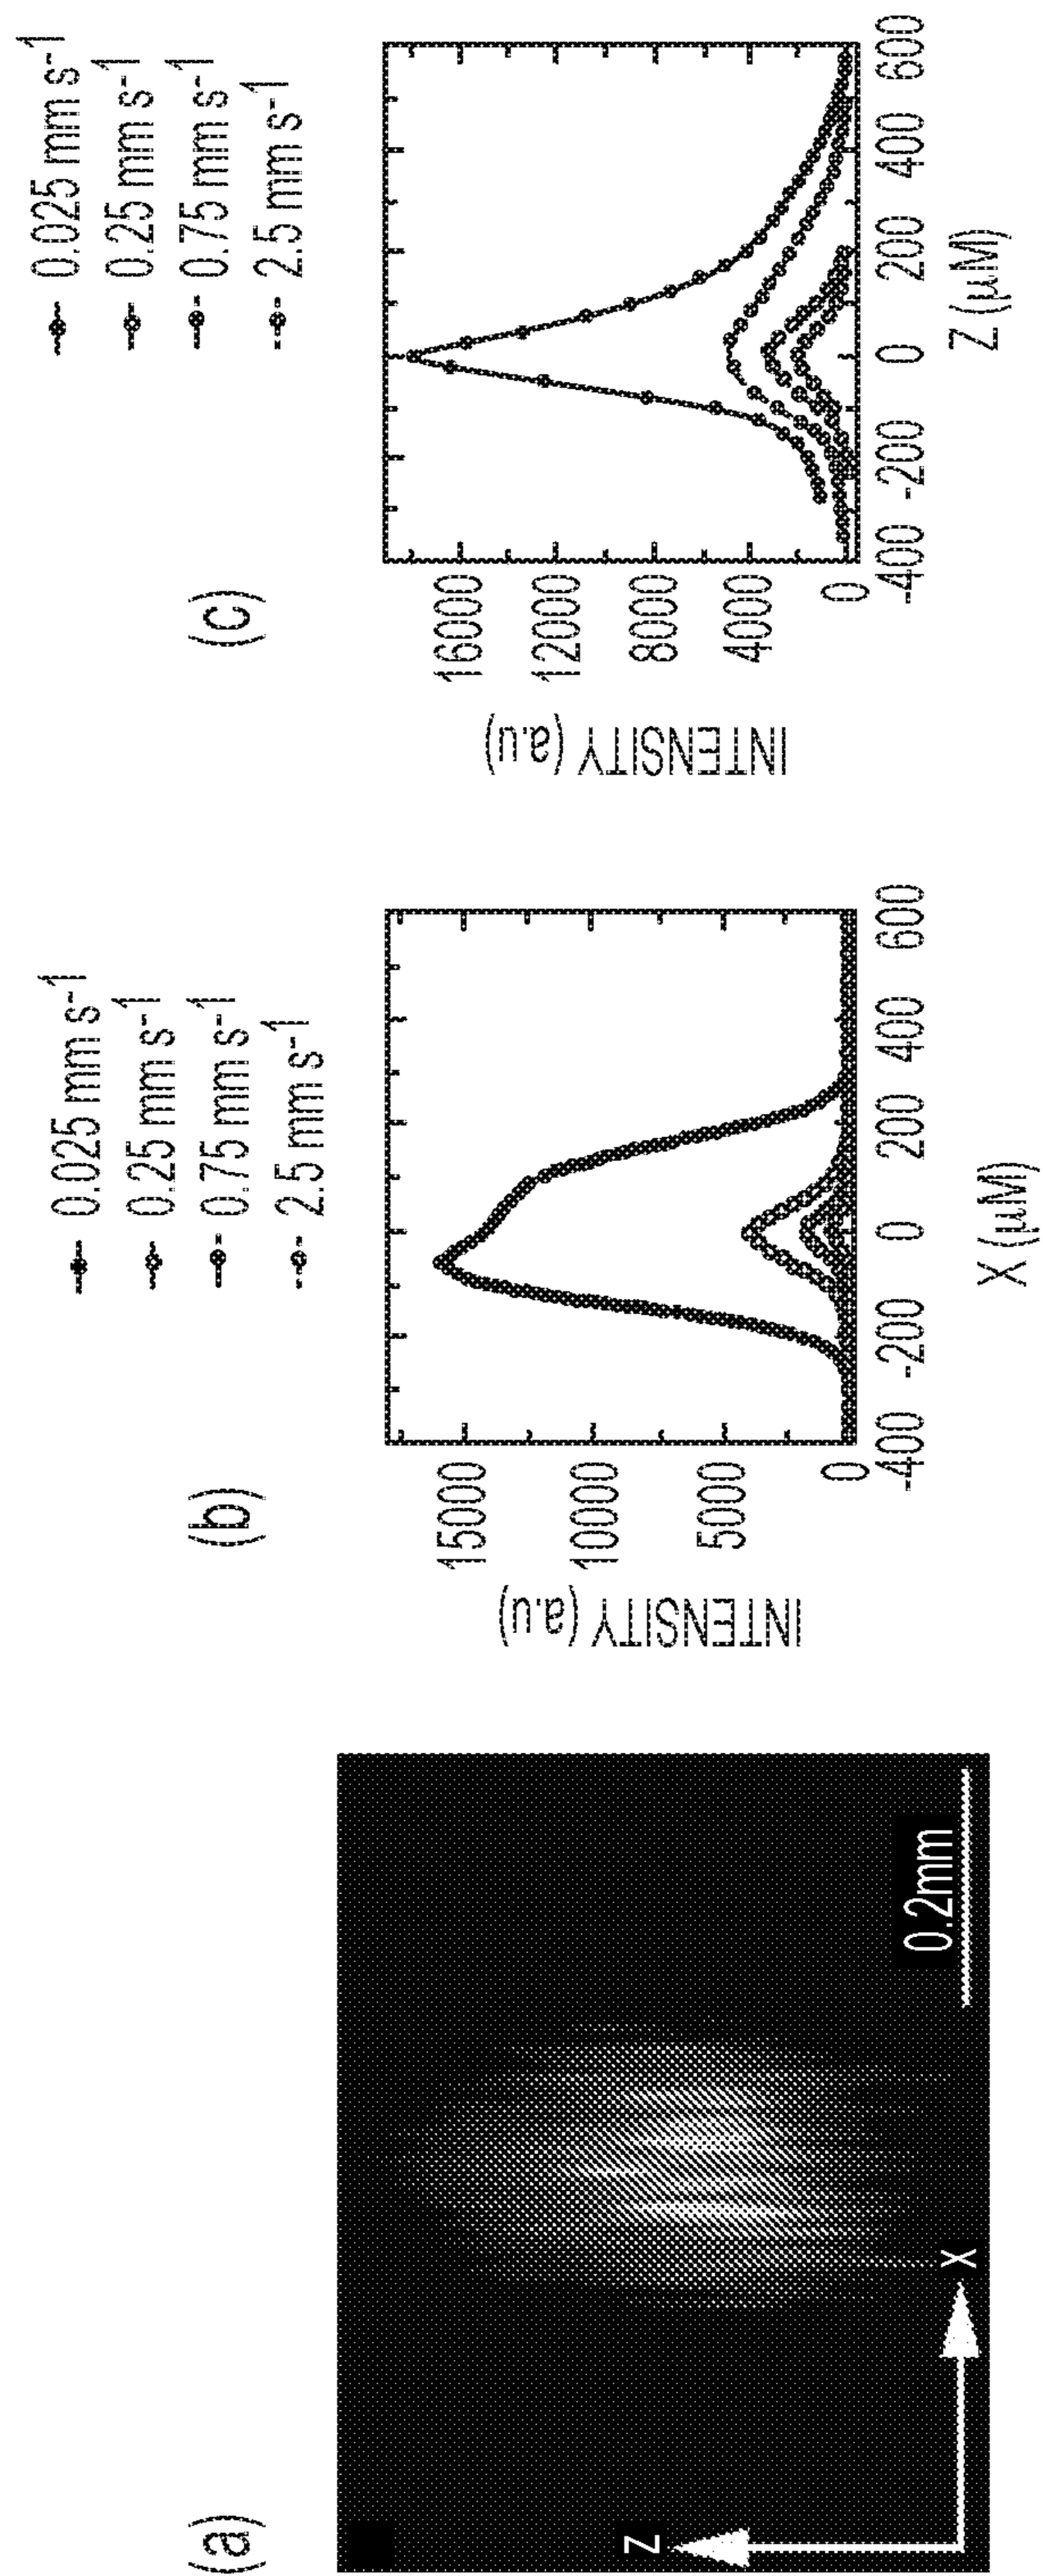 (a)
Z
X
0.2mm
(b)
0.025 mm s-1
0.25 mm s-1
0.75 mm s-1
2.5 mm s-1
INTENSITY (a.u)
15000
10000
5000
0
-400 -200 0 200 400 600
X (μM)
(c)
0.025 mm s-1
0.25 mm s-1
0.75 mm s-1
2.5 mm s-1
INTENSITY (a.u)
16000
12000
8000
4000
0
-400 -200 0 200 400 600
Z (μM)